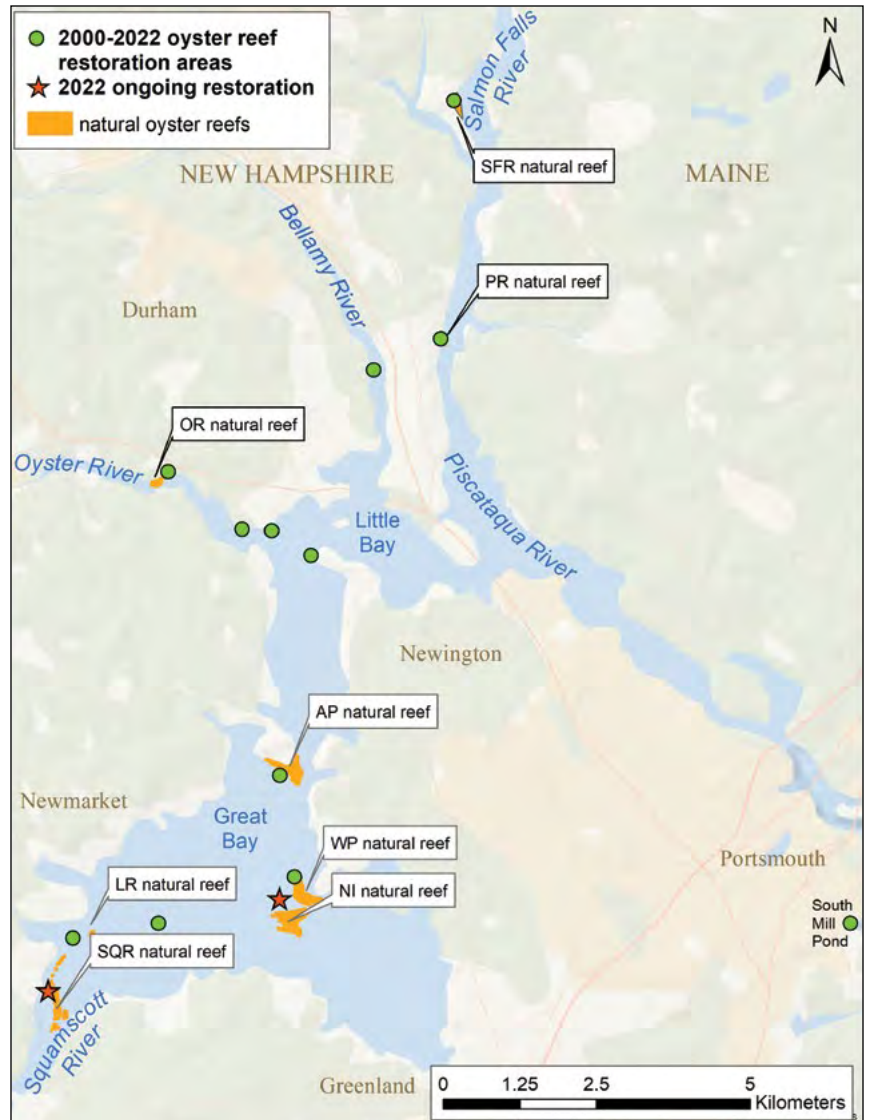 2000-2022 oyster reef
restoration areas
2022 ongoing restoration
natural oyster reefs
N
Salmon Falls
River
SFR natural reef
NEW HAMPSHIRE
MAINE
Bellamy River
PR natural reef
Durham
OR natural reef
Oyster River
Piscataqua River
Little
Bay
Newington
AP natural reef
Newmarket
Great
Bay
WP natural reef
Portsmouth
LR natural reef
NI natural reef
South
Mill
Pond
SQR natural reef
Squamscott
River
Greenland
0 1.25 2.5 5
Kilometers
s